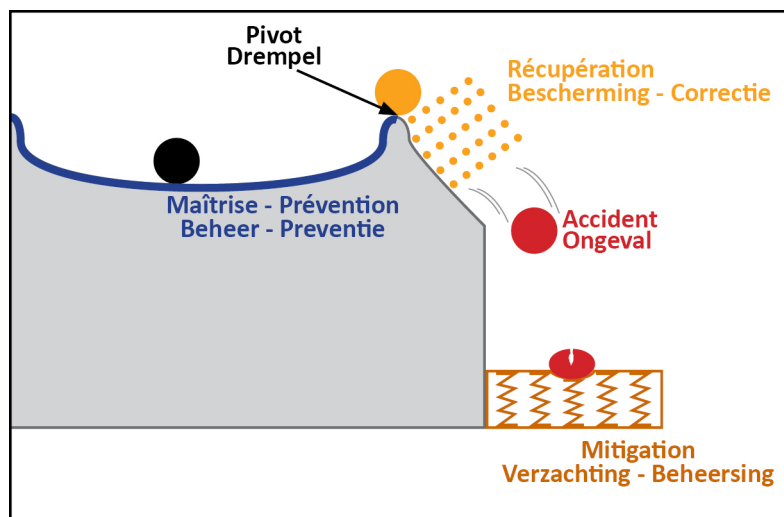 Pivot
Drempel
Récupération
Bescherming - Correctie
Maîtrise - Prévention
Beheer - Preventie
Accident
Ongeval
Mitigation
Verzachting - Beheersing